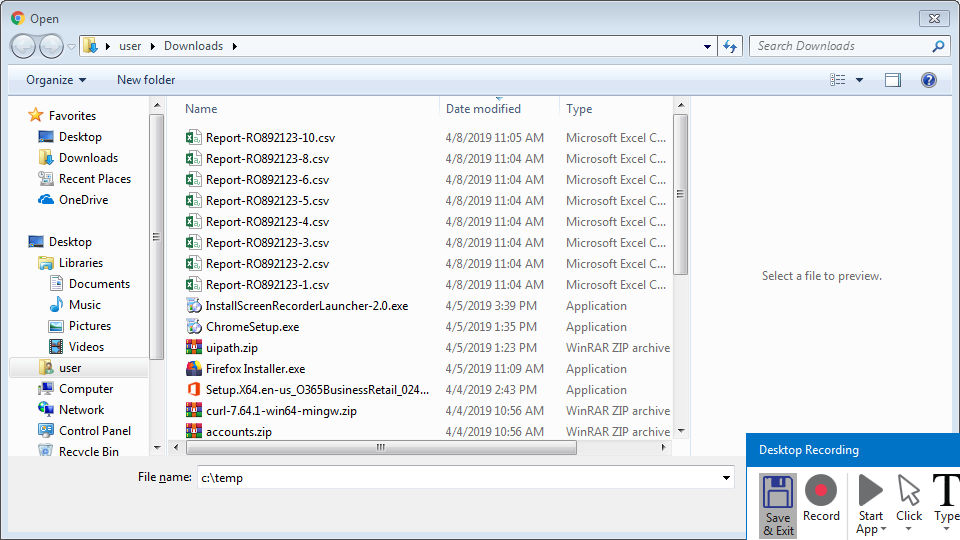 Open
user Downloads
Search Downloads
Organize New folder
Name Date modified Type
Favorites
Desktop
Downloads
Recent Places
OneDrive
Desktop
Libraries
Documents
Music
Pictures
Videos
user
Computer
Network
Control Panel
Recycle Bin
Report-RO892123-10.csv 4/8/2019 11:05 AM Microsoft Excel C...
Report-RO892123-8.csv 4/8/2019 11:04 AM Microsoft Excel C...
Report-RO892123-6.csv 4/8/2019 11:04 AM Microsoft Excel C...
Report-RO892123-5.csv 4/8/2019 11:04 AM Microsoft Excel C...
Report-RO892123-4.csv 4/8/2019 11:04 AM Microsoft Excel C...
Report-RO892123-3.csv 4/8/2019 11:04 AM Microsoft Excel C...
Report-RO892123-2.csv 4/8/2019 11:04 AM Microsoft Excel C...
Report-RO892123-1.csv 4/8/2019 11:04 AM Microsoft Excel C...
InstallScreenRecorderLauncher-2.0.exe 4/5/2019 3:39 PM Application
ChromeSetup.exe 4/5/2019 1:35 PM Application
uipath.zip 4/5/2019 1:23 PM WinRAR ZIP archive
Firefox Installer.exe 4/5/2019 11:09 AM Application
Setup.X64.en-us_O365BusinessRetail_024... 4/4/2019 2:43 PM Application
curl-7.64.1-win64-mingw.zip 4/4/2019 10:56 AM WinRAR ZIP archive
accounts.zip 4/4/2019 10:56 AM WinRAR ZIP archive
Select a file to preview.
File name: c:\temp
Desktop Recording
Save & Exit
Record
Start App
Click
T
Type